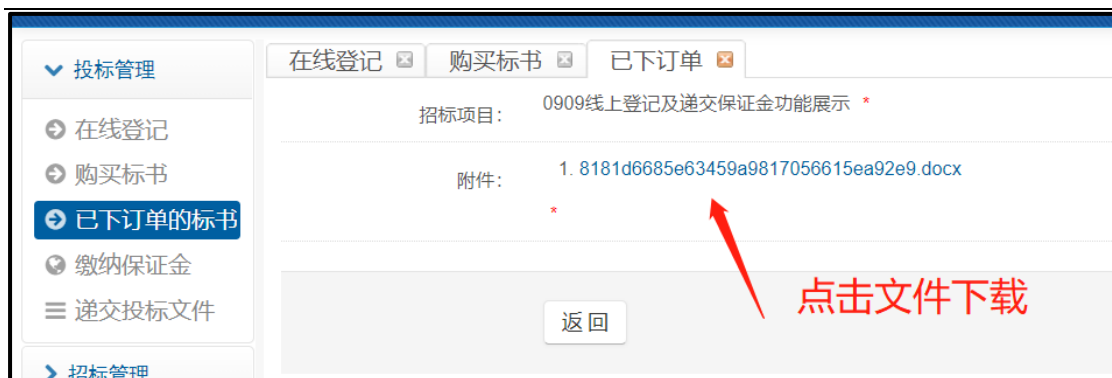 投标管理
在线登记
购买标书
已下订单的标书
缴纳保证金
递交投标文件
招标管理
在线登记 购买标书 已下订单
招标项目: 0909线上登记及递交保证金功能展示 *
附件: 1. 8181d6685e63459a9817056615ea92e9.docx
*
点击文件下载
返回